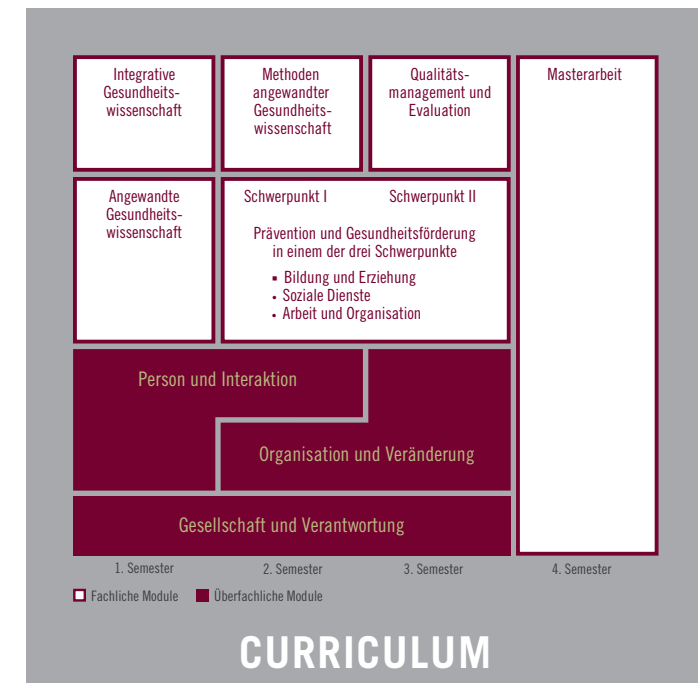 Integrative
Gesundheits-
wissenschaft
Methoden
angewandter
Gesundheits-
wissenschaft
Qualitäts-
management und
Evaluation
Masterarbeit
Angewandte
Gesundheits-
wissenschaft
Schwerpunkt I
Schwerpunkt II
Prävention und Gesundheitsförderung
in einem der drei Schwerpunkte
▪ Bildung und Erziehung
• Soziale Dienste
• Arbeit und Organisation
Person und Interaktion
Organisation und Veränderung
Gesellschaft und Verantwortung
1. Semester
2. Semester
3. Semester
4. Semester
Fachliche Module
Überfachliche Module
CURRICULUM